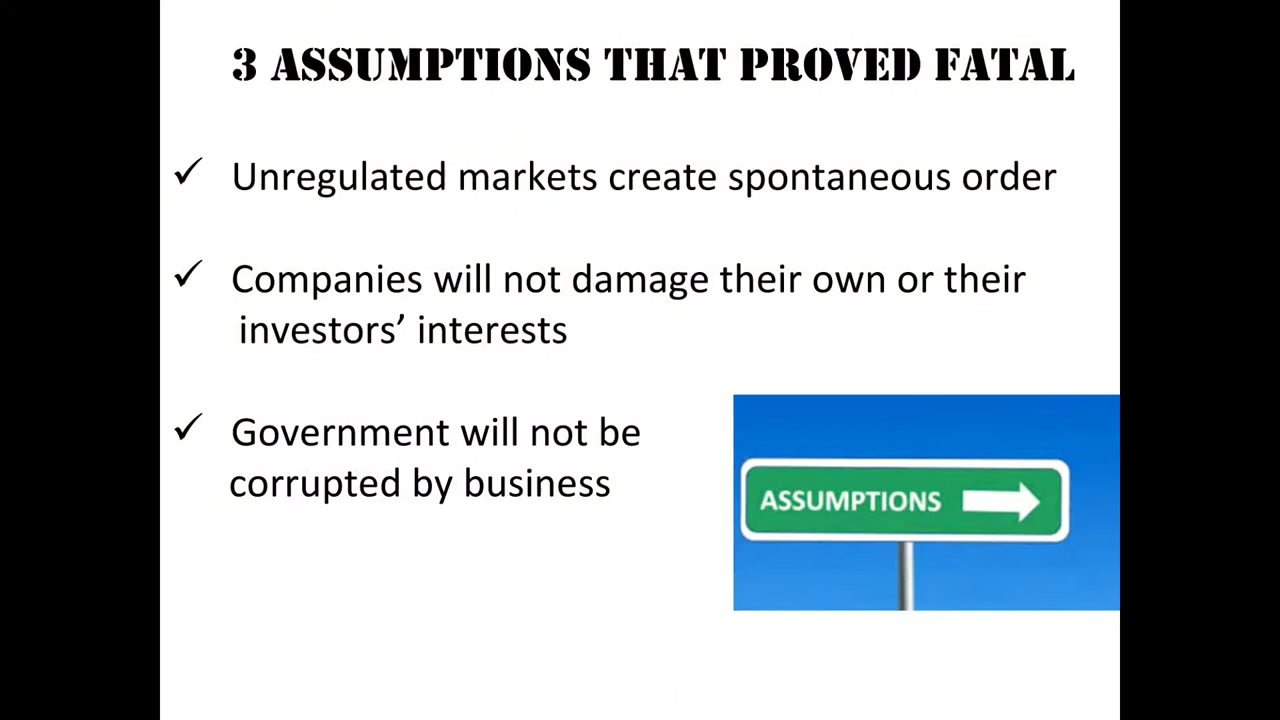 3 ASSUMPTIONS THAT PROVED FATAL
✓ Unregulated markets create spontaneous order
✓ Companies will not damage their own or their
investors’ interests
✓ Government will not be
corrupted by business
ASSUMPTIONS